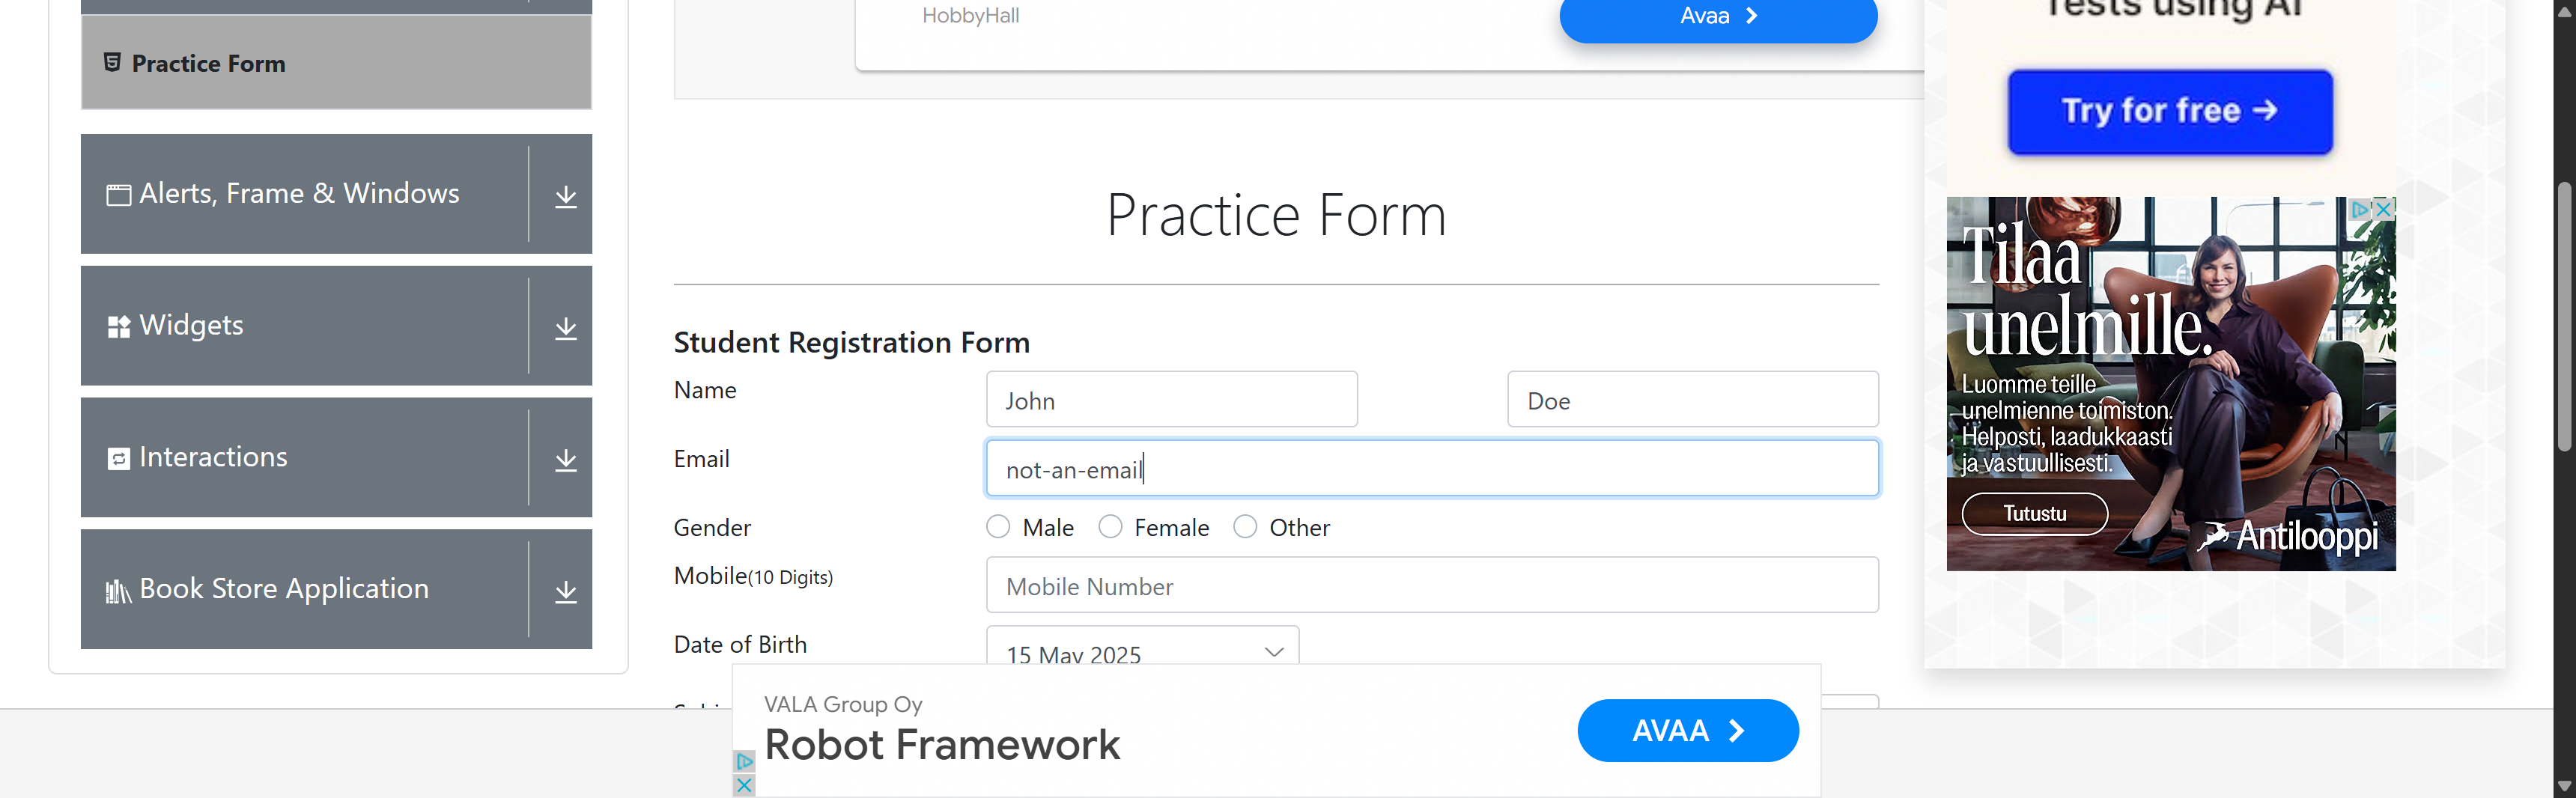 Practice Form
Alerts, Frame & Windows
Widgets
Interactions
Book Store Application
HobbyHall
Avaa
Practice Form
Student Registration Form
Name
John
Doe
Email
not-an-email
Gender
Male
Female
Other
Mobile(10 Digits)
Mobile Number
Date of Birth
15 May 2025
VALA Group Oy
Robot Framework
AVAA
Tests using AI
Try for free →
Tilaa
unelmille.
Luomme teille
unelmienne toimiston.
Helposti, laadukkaasti
ja vastuullisesti.
Tutustu
Antilooppi